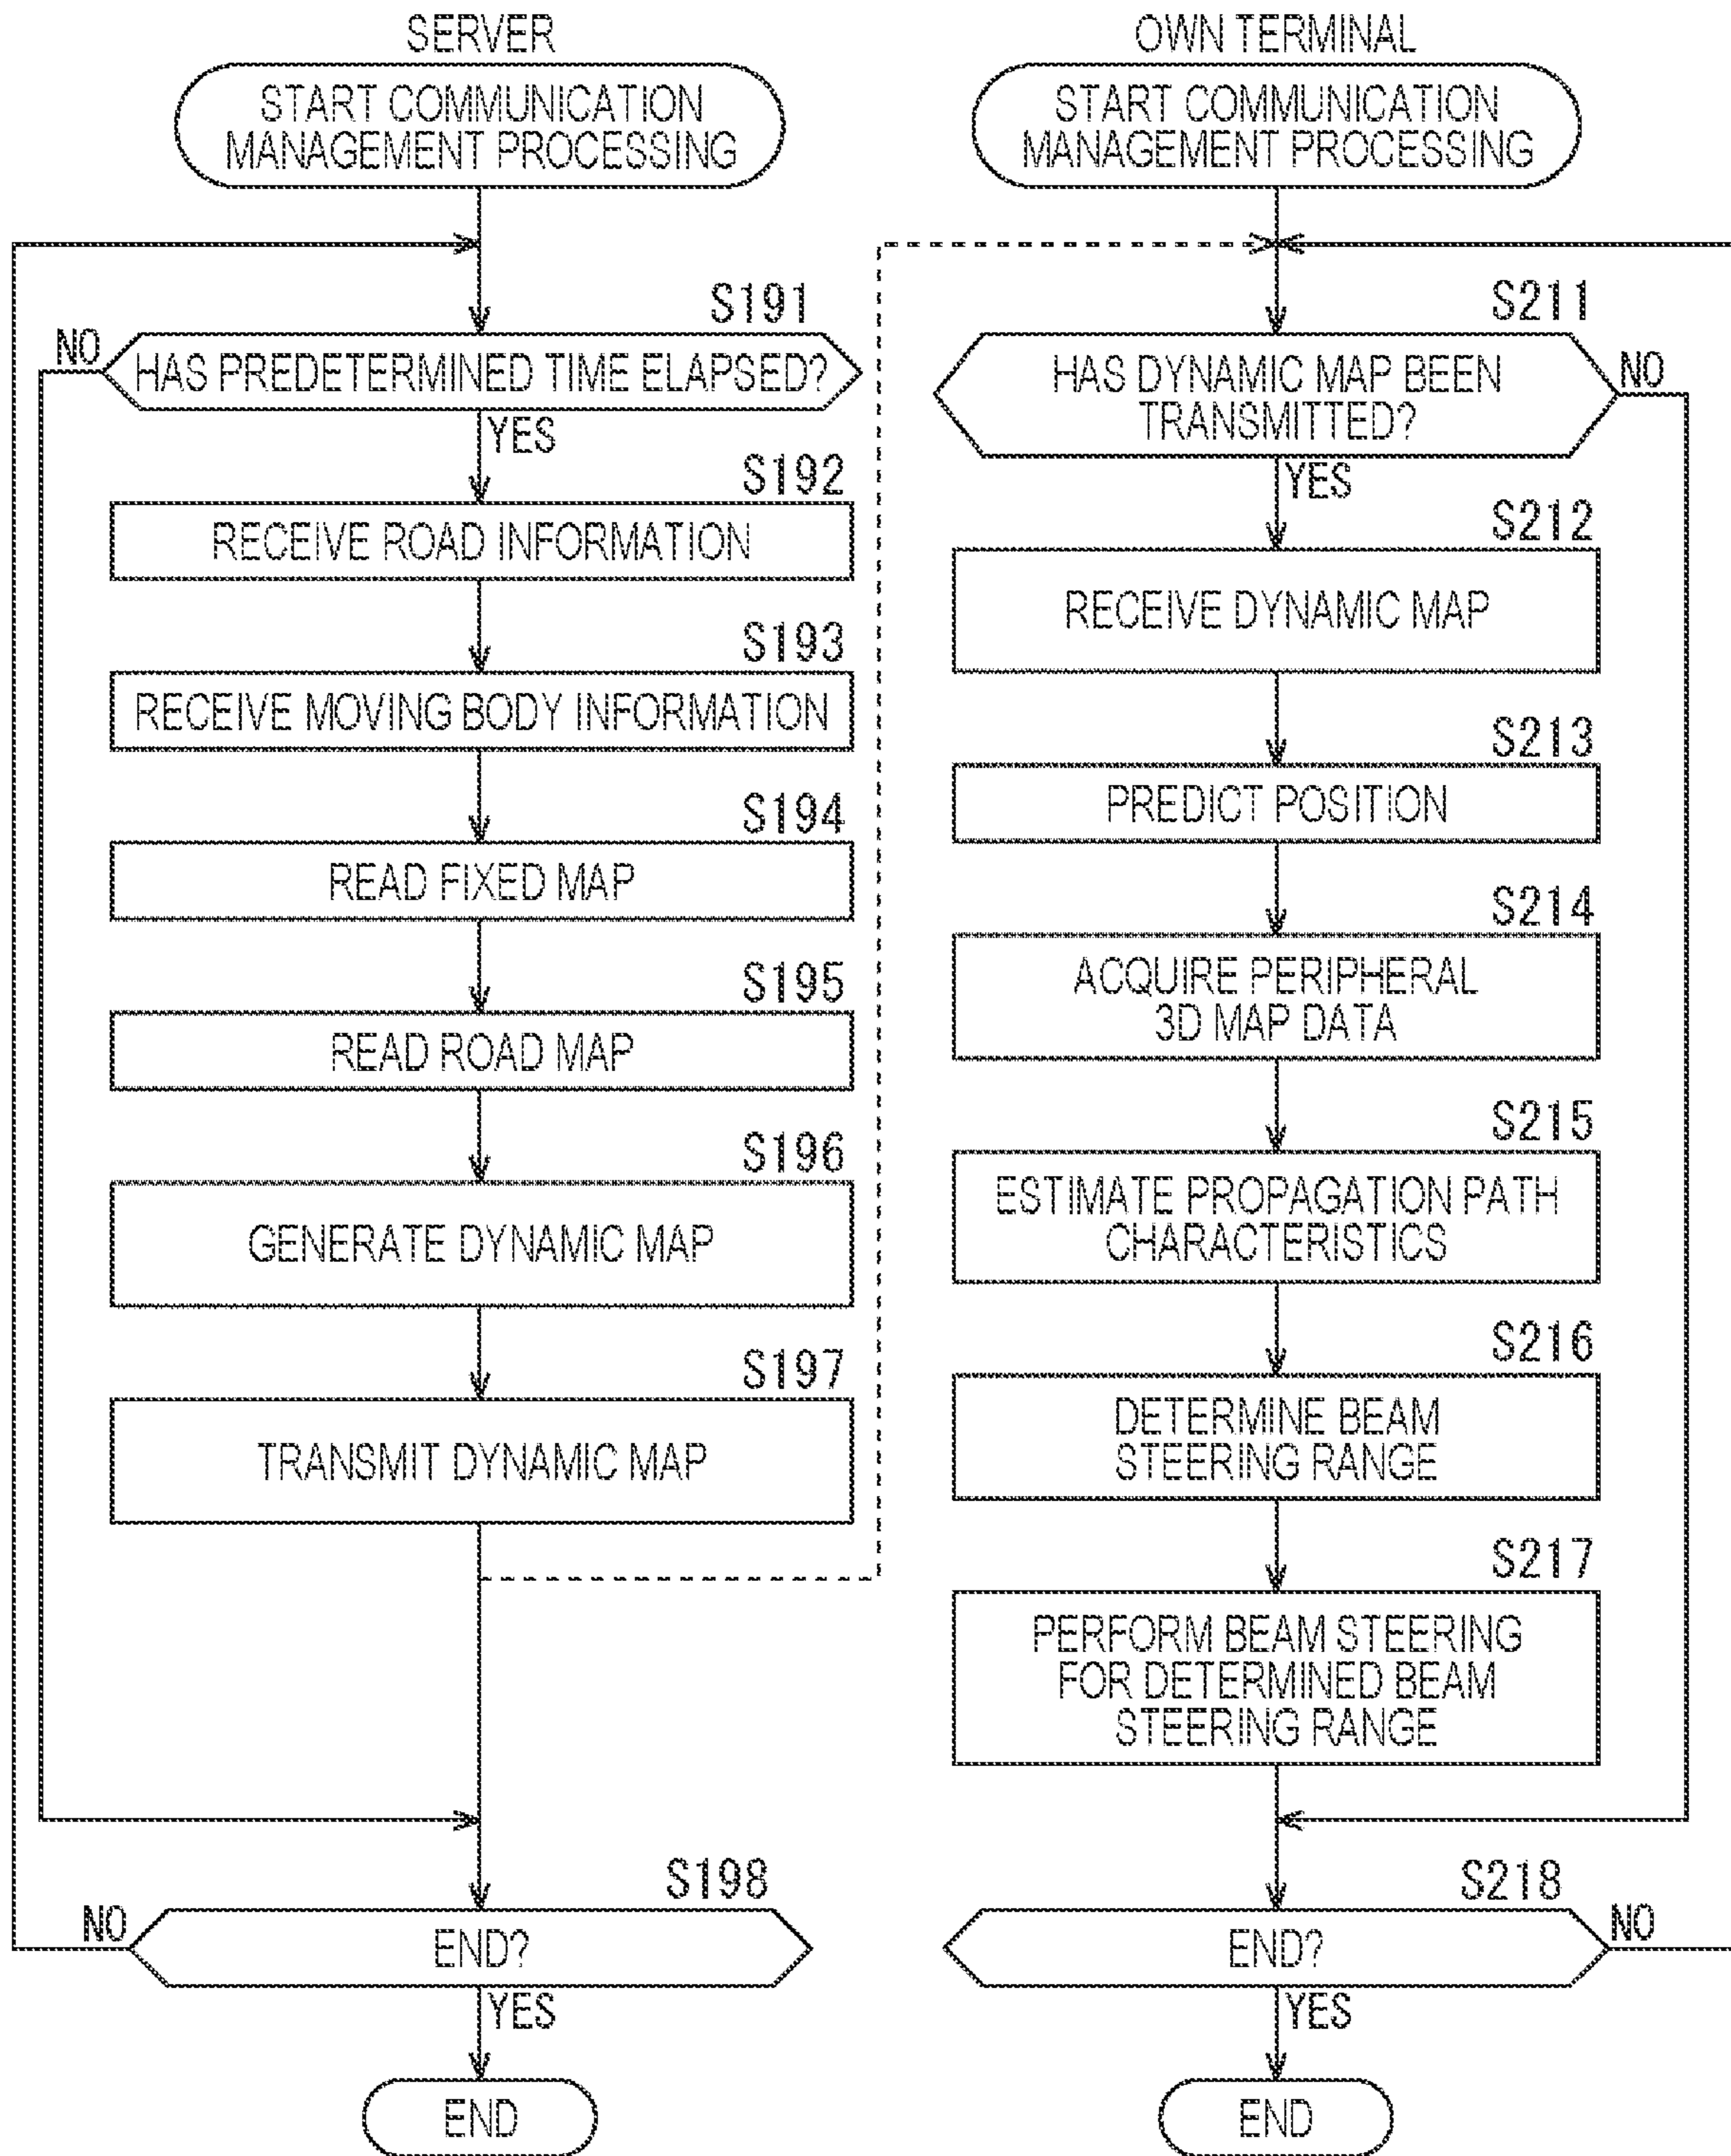 SERVER
START COMMUNICATION
MANAGEMENT PROCESSING
S191
NO
HAS PREDETERMINED TIME ELAPSED?
YES
S192
RECEIVE ROAD INFORMATION
S193
RECEIVE MOVING BODY INFORMATION
S194
READ FIXED MAP
S195
READ ROAD MAP
S196
GENERATE DYNAMIC MAP
S197
TRANSMIT DYNAMIC MAP
S198
NO
END?
YES
END
OWN TERMINAL
START COMMUNICATION
MANAGEMENT PROCESSING
S211
HAS DYNAMIC MAP BEEN
TRANSMITTED?
NO
YES
S212
RECEIVE DYNAMIC MAP
S213
PREDICT POSITION
S214
ACQUIRE PERIPHERAL
3D MAP DATA
S215
ESTIMATE PROPAGATION PATH
CHARACTERISTICS
S216
DETERMINE BEAM
STEERING RANGE
S217
PERFORM BEAM STEERING
FOR DETERMINED BEAM
STEERING RANGE
S218
END?
NO
YES
END